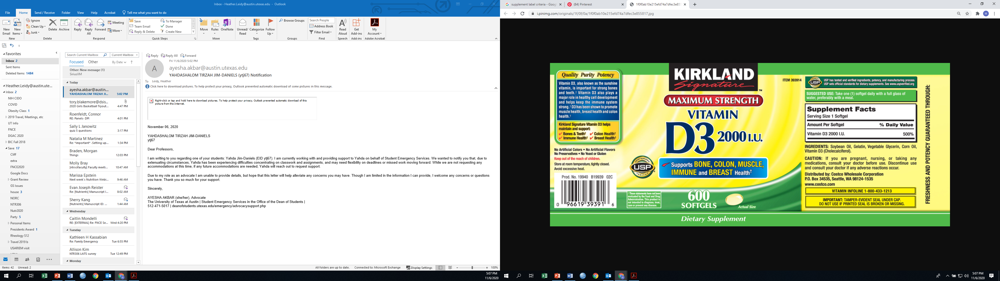 Inbox - Heather.Leidy@austin.utexas.edu - Outlook
File Home Send / Receive Folder View Help Acrobat Tell me what you want to do
New Email
New Items
Ignore
Clean Up
Junk
Delete
Archive
Reply
Reply All
Forward
Meeting
More
Save
Team Email
Reply & Delete
To Manager
Done
Create New
Move
Rules
OneNote
Unread/ Read
Categorize
Follow Up
Browse Groups
Search People
Address Book
Filter Email
Read Aloud
Get Add-ins
My Account
New Delete Respond Quick Steps Move Tags Groups Find Speech Add-ins Adobe Acrobat
Favorites
Inbox 2
Sent Items
Deleted Items 1484
Heather.Leidy@austin.ute...
Inbox 2
NIH CIDO
COVID
Obesity Class 1
2019 Travel, Meetings, etc
UT Info
FNCE
DGAC 2020
BIC Fall 2018
Save 17
Cliff
extra
FNCE2020
Google Docs
Grant Review
GS Issues
house 3
NORC
NTR306
Nutr2020
Party 5
Personal Items
Presidents Award 1
Rheology S12
Travel 2019 b
USARIEM visit
Search Current Mailbox Current Mailbox
Focused Other By Date
Other: New message (1)
SiriusXM
Today
ayesha.akbar@austin....
YAHDASHALOM TIRZAH JI... 5:02 PM
tory.blakemore@dsis...
2020 Girls Basketball Tryout... 4:47 PM
Roenfeldt, Connor
RE: Panels- DPI 4:01 PM
Sally L Janowitz
quiz 5 questions 3:17 PM
Natalia M Martinez
Re: *important* -Setting up... 1:34 PM
Braden, Morgan
Things 12:03 PM
Molly Bray
[ntrscifaculty] Faculty meeti... 10:47 AM
Marissa Epstein
Next week's Nutrition Webi... 9:46 AM
Evan Joseph Reister
Re: [Nutrients] Manuscript I... 8:02 AM
Sherry Kang
[Nutrients] Manuscript ID: ... 1:44 AM
Wednesday
Caitlin Mondelli
RE: [EXTERNAL] Re: FNCE Se... Wed 4:20 PM
Tuesday
Kathleen H Kassabian
Re: Family Emergency Tue 6:55 PM
Allison Kim
NTR306 LAITS survey Tue 12:49 PM
Monday
Reply Reply All Forward
Fri 11/6/2020 5:02 PM
A
ayesha.akbar@austin.utexas.edu
YAHDASHALOM TIRZAH JIM-DANIELS (ytj67) Notification
To Leidy, Heather
Click here to download pictures. To help protect your privacy, Outlook prevented automatic download of some pictures in this message.
Right-click or tap and hold here to download pictures. To help protect your privacy, Outlook prevented automatic download of this
picture from the Internet.
November 06, 2020
YAHDASHALOM TIRZAH JIM-DANIELS
ytj67
Dear Professors,
I am writing to you regarding one of your students: Yahda Jim-Daniels (EID ytj67). I am currently working with and providing support to Yahda on behalf of Student Emergency Services. We wanted to notify you that, due to
extenuating circumstances, Yahda has been experiencing difficulties concentrating on classwork and assignments, and may need flexibility on deadlines or missed work moving forward. While we are not requesting any
accommodations at this time, if any future accommodations are needed, Yahda will reach out to request support.
Due to my role as an advocate I am unable to provide details, but hope that this letter will help alleviate any concerns you may have. Though I am limited in the information I can provide, I welcome any concerns or questions
you have. Thank you so much for your support.
Sincerely,
AYESHA AKBAR (she/her), Advocate
The University of Texas at Austin | Student Emergency Services in the Office of the Dean of Students |
512-471-5017 | deanofstudents.utexas.edu/emergency/advocacysupport.php
Items: 42 Unread: 2
All folders are up to date. Connected to: Microsoft Exchange Display Settings 100%
5:07 PM
11/6/2020
supplement label criteria - Goog
(84) Pinterest
1f0f0ab10e215efd74a7dfec3e855
i.pinimg.com/originals/1f/0f/0a/1f0f0ab10e215efd74a7dfec3e855817.jpg
H
Quality Purity Potency
Vitamin D3, also known as the sunshine
vitamin, is important for strong bones
and teeth.† Vitamin D3 also plays a
major role in healthy cell development
and helps keep the immune system
strong.† D3 has been shown to promote
muscle health, breast health and colon
health.†
Kirkland Signature Vitamin D3 helps
maintain and support:
Bones & Teeth† Colon Health†
Immune Health† Breast Health†
No Artificial Colors • No Artificial Flavors
No Preservatives • No Yeast or Gluten
Keep out of the reach of children.
Store at room temperature, tightly closed.
Avoid excessive heat.
Prod. No. 19940 B19939 02C
0 96619 39391 6
KIRKLAND
Signature
TM
MAXIMUM STRENGTH
VITAMIN
D3 2000 I.U.
DIETARY SUPPLEMENT
USP
VERIFIED
Supports BONE, COLON, MUSCLE,
IMMUNE and BREAST Health†
†These statements have not been
evaluated by the Food and Drug
Administration. This product is
not intended to diagnose, treat,
cure or prevent any disease.
600
SOFTGELS
Actual Size
Dietary Supplement
ITEM 393914
USP
USP has tested and verified ingredients, potency, and manufacturing process.
USP sets official standards for dietary supplements. See www.uspverified.org
SUGGESTED USE: Take one (1) softgel daily with a full glass of
water, preferably with a meal.
Supplement Facts
Serving Size 1 Softgel
Amount Per Softgel % Daily Value
Vitamin D3 2000 I.U. 500%
INGREDIENTS: Soybean Oil, Gelatin, Vegetable Glycerin, Corn Oil,
Vitamin D3 (Cholecalciferol).
CAUTION: If you are pregnant, nursing, or taking any
medications, consult your doctor before use. Discontinue use
and consult your doctor if any adverse reactions occur.
Distributed by: Costco Wholesale Corporation
P.O. Box 34535, Seattle, WA 98124-1535
www.costco.com
VITAMIN INFOLINE 1-800-433-1213
IMPORTANT: TAMPER-EVIDENT SEAL UNDER CAP.
DO NOT USE IF PRINTED SEAL IS BROKEN OR MISSING.
FRESHNESS AND POTENCY GUARANTEED THROUGH:
5:07 PM
11/6/2020